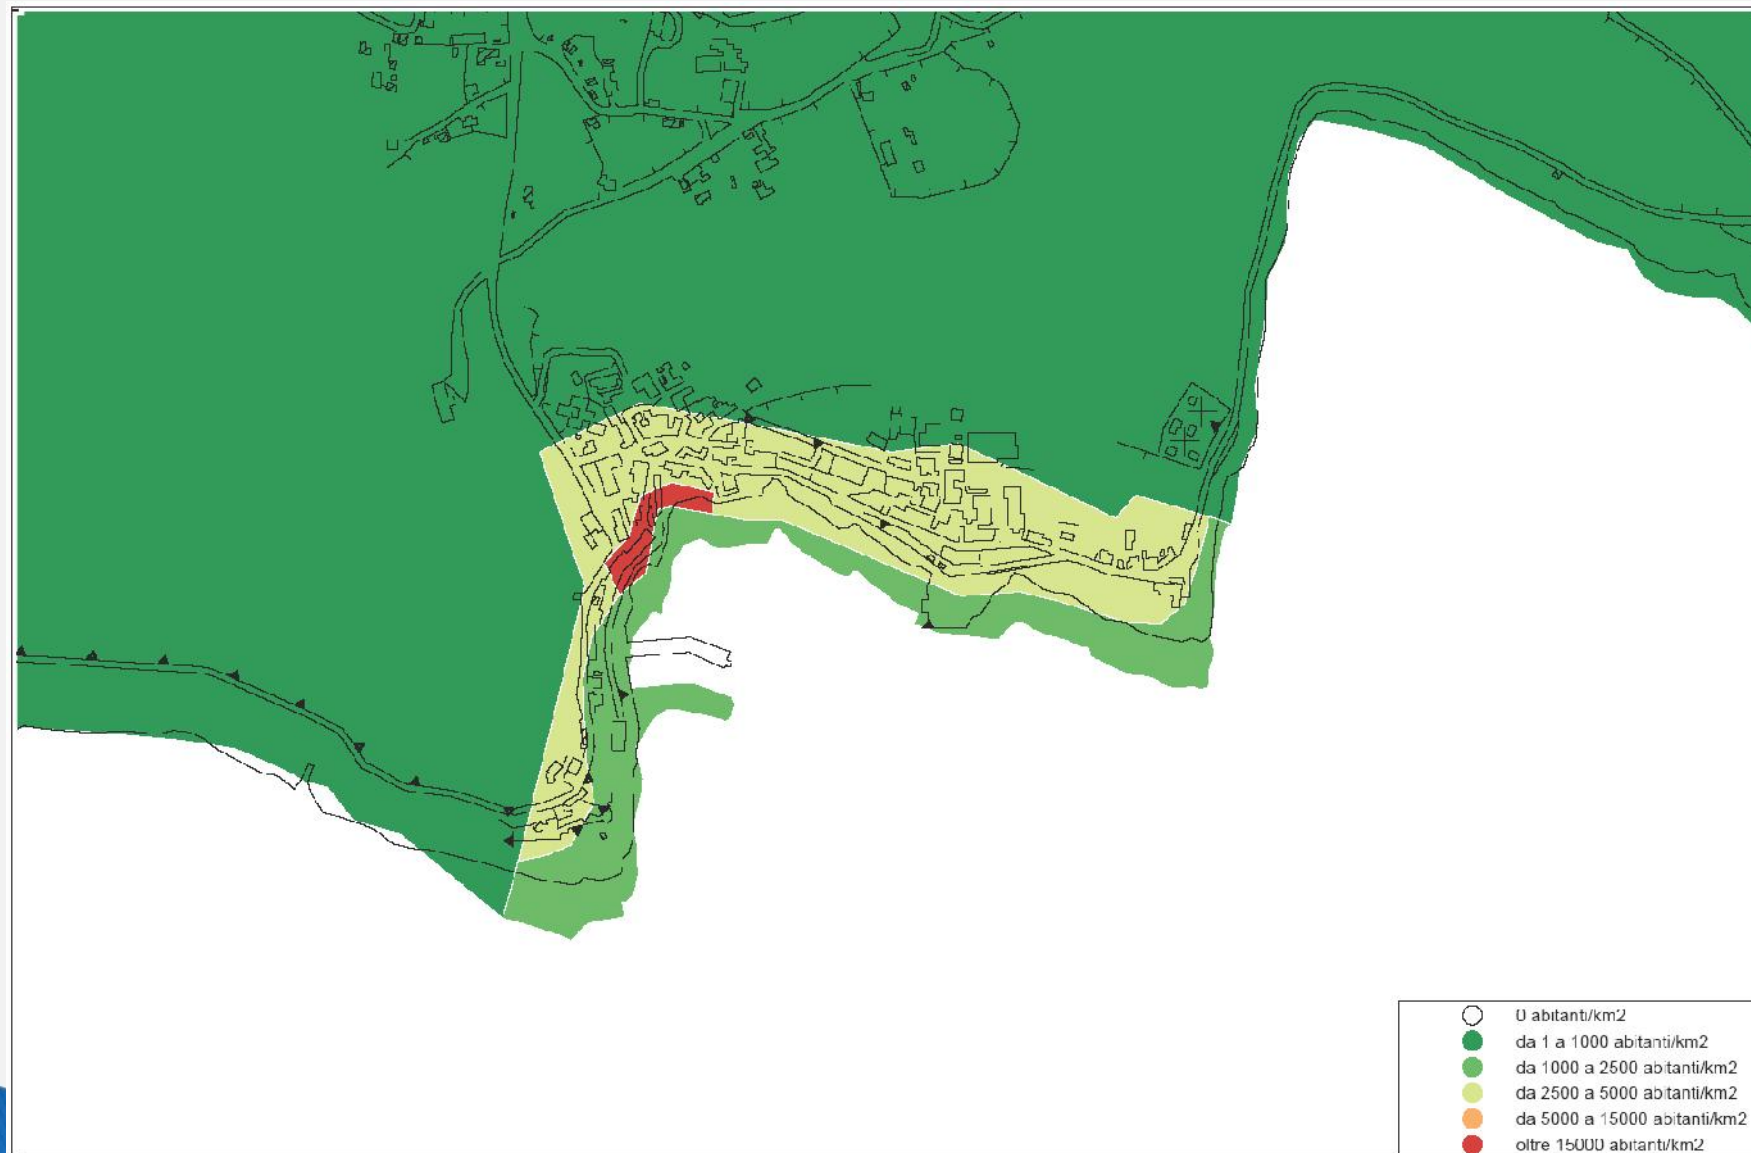 0 abitanti/km2
da 1 a 1000 abitanti/km2
da 1000 a 2500 abitanti/km2
da 2500 a 5000 abitanti/km2
da 5000 a 15000 abitanti/km2
oltre 15000 abitanti/km2